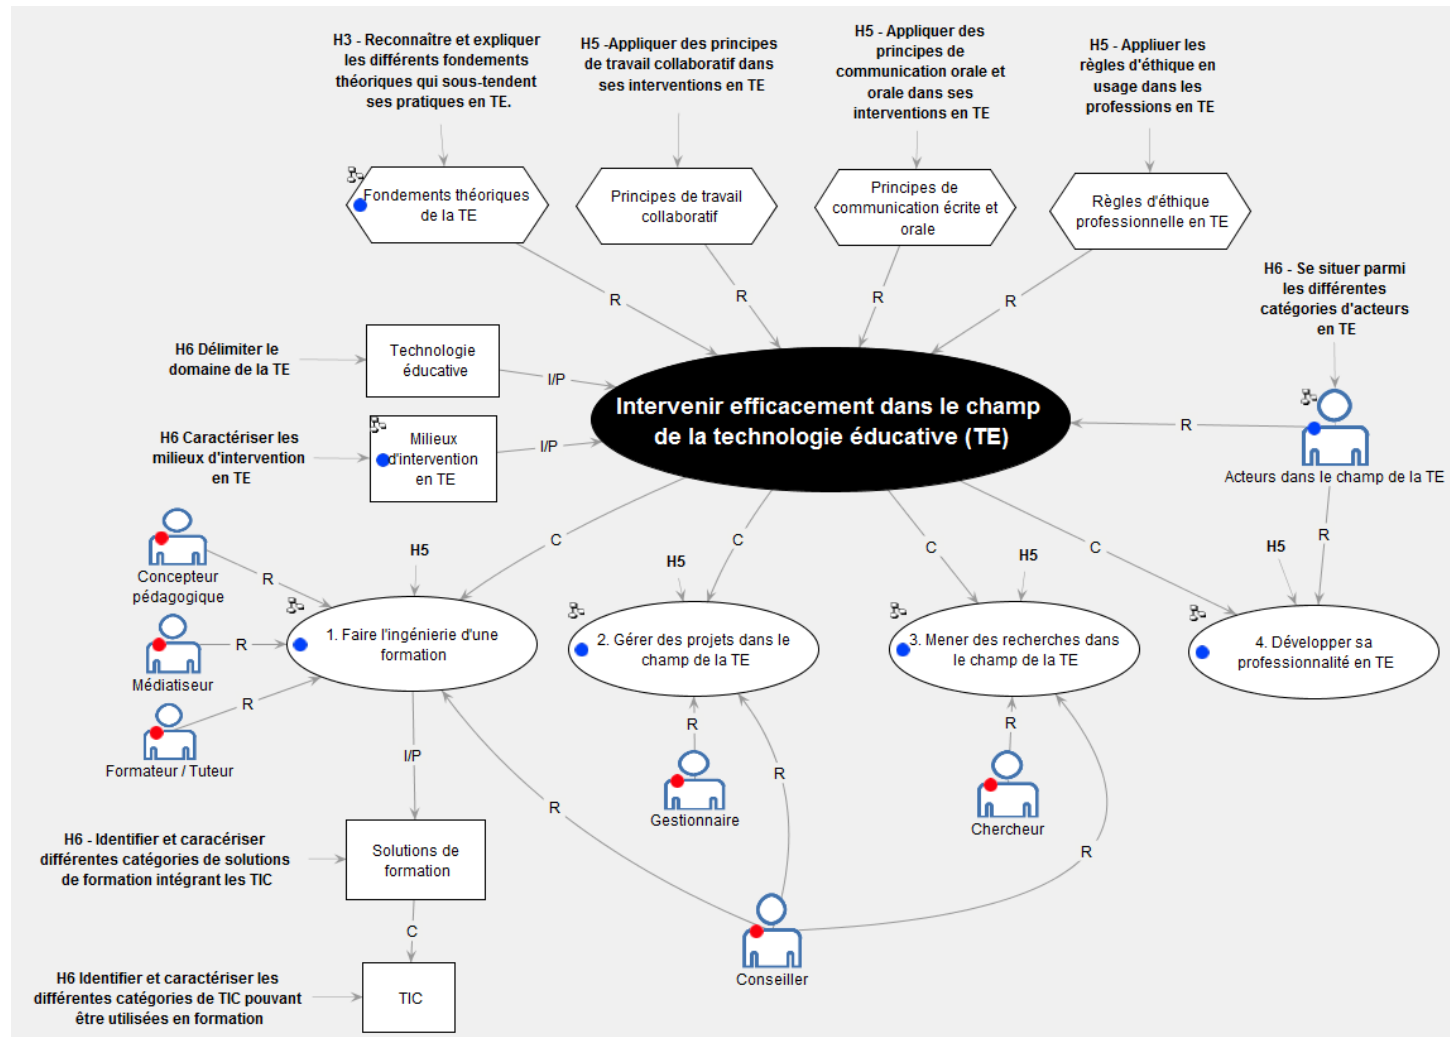 H3 - Reconnaître et expliquer
les différents fondements
théoriques qui sous-tendent
ses pratiques en TE.
H5 -Appliquer des principes
de travail collaboratif dans
ses interventions en TE
H5 - Appliquer des
principes de
communication orale et
orale dans ses
interventions en TE
H5 - Appliuer les
règles d'éthique en
usage dans les
professions en TE
Fondements théoriques
de la TE
Principes de travail
collaboratif
Principes de
communication écrite et
orale
Règles d'éthique
professionnelle en TE
R
R
R
R
H6 - Se situer parmi
les différentes
catégories d'acteurs
en TE
H6 Délimiter le
domaine de la TE
Technologie
éducative
I/P
Intervenir efficacement dans le champ
de la technologie éducative (TE)
R
Acteurs dans le champ de la TE
H6 Caractériser les
milieux d'intervention
en TE
Milieux
d'intervention
en TE
I/P
C
C
C
C
R
H5
H5
H5
H5
Concepteur
pédagogique
R
Médiatiseur
R
Formateur / Tuteur
R
1. Faire l'ingénierie d'une
formation
2. Gérer des projets dans le
champ de la TE
3. Mener des recherches dans
le champ de la TE
4. Développer sa
professionnalité en TE
I/P
R
R
R
R
R
Gestionnaire
Chercheur
H6 - Identifier et caracériser
différentes catégories de solutions
de formation intégrant les TIC
Solutions de
formation
C
Conseiller
H6 Identifier et caractériser les
différentes catégories de TIC pouvant
être utilisées en formation
TIC